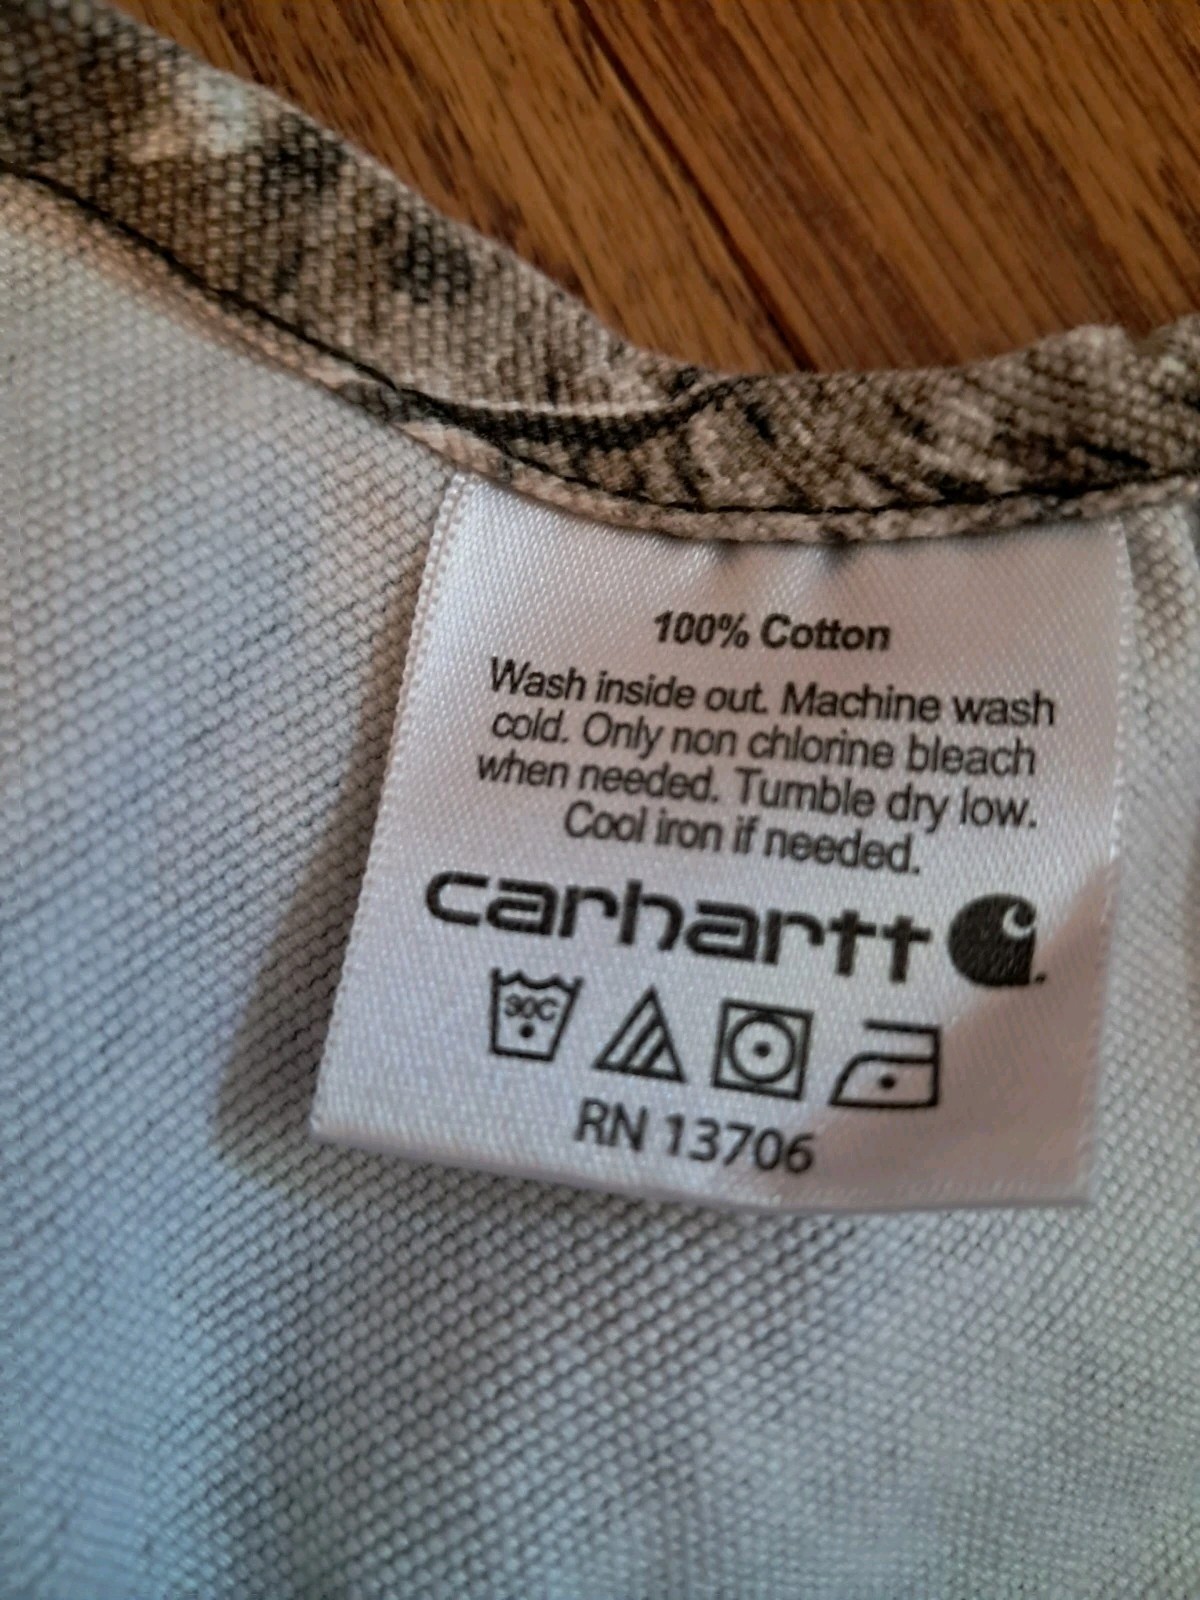 100% Cotton
Wash inside out. Machine wash
cold. Only non chlorine bleach
when needed. Tumble dry low.
Cool iron if needed.
carhartt
30C
RN 13706